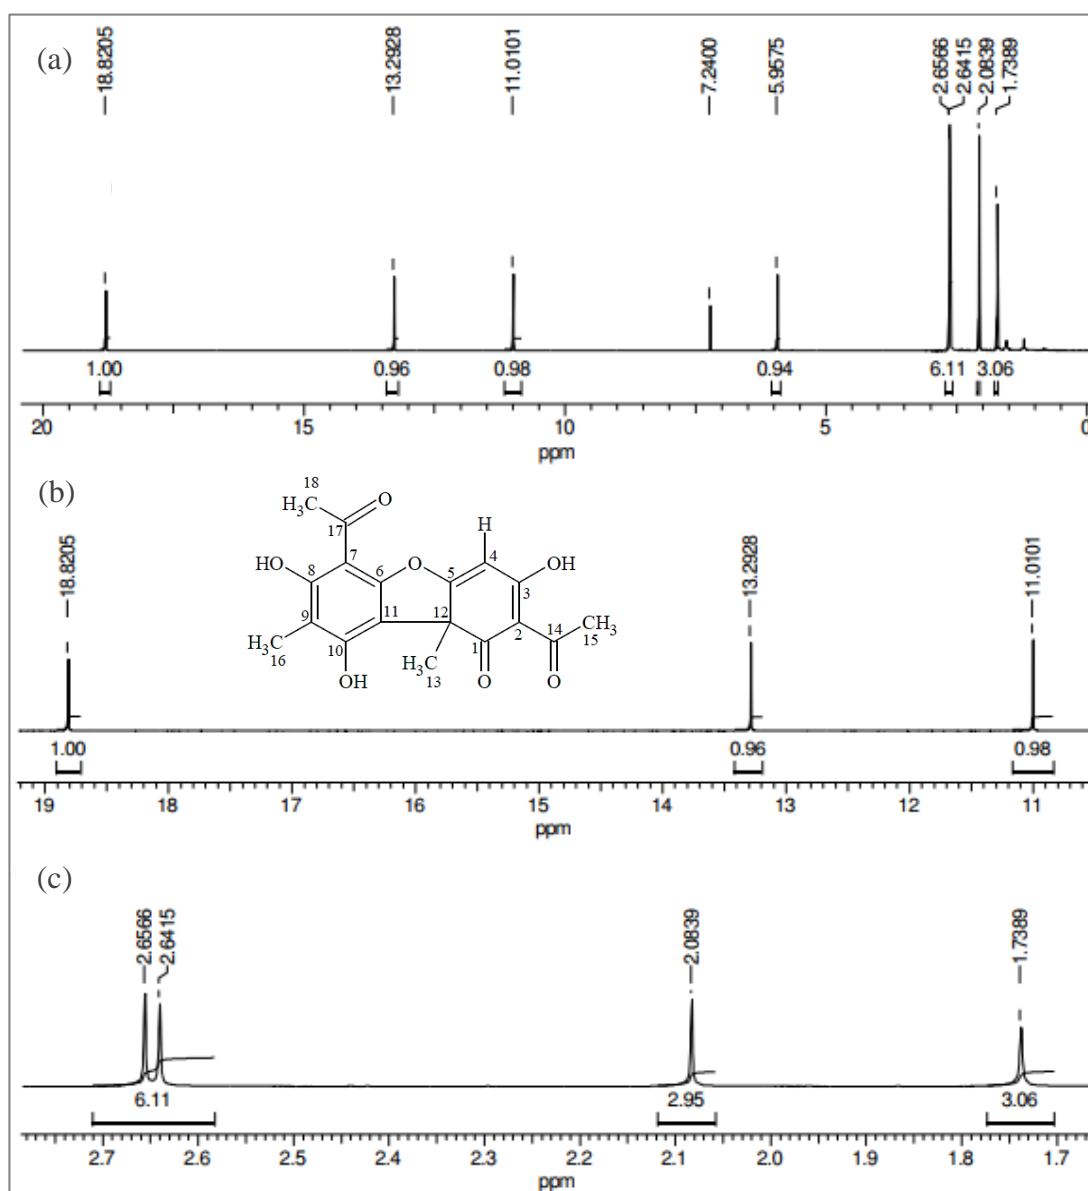 (a)
18.8205
13.2928
11.0101
7.2400
5.9575
2.6566
2.6415
2.0839
1.7389
1.00 0.96 0.98 0.94 6.11 3.06
20 15 10 5 0
ppm
(b)
18.8205
13.2928
11.0101
18
H₃C O
17
H
7 4
HO 8 6 O 5 OH
3
9 11 12 2 14 CH₃
15
10 1
16 H₃C
H₃C 13
OH O O
1.00 0.96 0.98
19 18 17 16 15 14 13 12 11
ppm
(c)
2.6566
2.6415
2.0839
1.7389
6.11 2.95 3.06
2.7 2.6 2.5 2.4 2.3 2.2 2.1 2.0 1.9 1.8 1.7
ppm